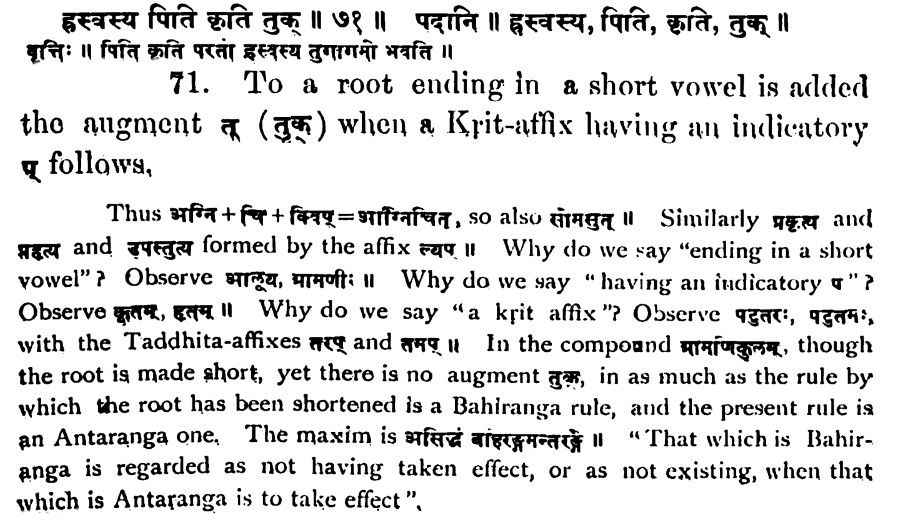 ह्रस्वस्य पिति कृति तुक् ॥ ७१ ॥ पदानि ॥ ह्रस्वस्य, पिति, कृति, तुक् ॥
वृत्तिः ॥ पिति कृति परतो ह्रस्वस्य तुगागमो भवति ॥
71. To a root ending in a short vowel is added
the augment त् (तुक्) when a Krit-affix having an indicatory
प् follows.
Thus अग्नि + चि + क्विप् = अग्निचित्, so also सोमसुत् ॥ Similarly प्रकृत्य and
प्रहृत्य and उपस्तुत्य formed by the affix ल्यप ॥ Why do we say "ending in a short
vowel"? Observe आलूय, ग्रामणीः ॥ Why do we say "having an indicatory प"?
Observe कृतम्, हृतम् ॥ Why do we say "a kṛit affix"? Observe पटुतरः, पटुतमः,
with the Taddhita-affixes तरप् and तमप् ॥ In the compound ग्रामणिकुलम्, though
the root is made short, yet there is no augment तुक्, in as much as the rule by
which the root has been shortened is a Bahiranga rule, and the present rule is
an Antaranga one. The maxim is असिद्धं बहिरङ्गमन्तरङ्गे ॥ "That which is Bahir-
anga is regarded as not having taken effect, or as not existing, when that
which is Antaranga is to take effect".